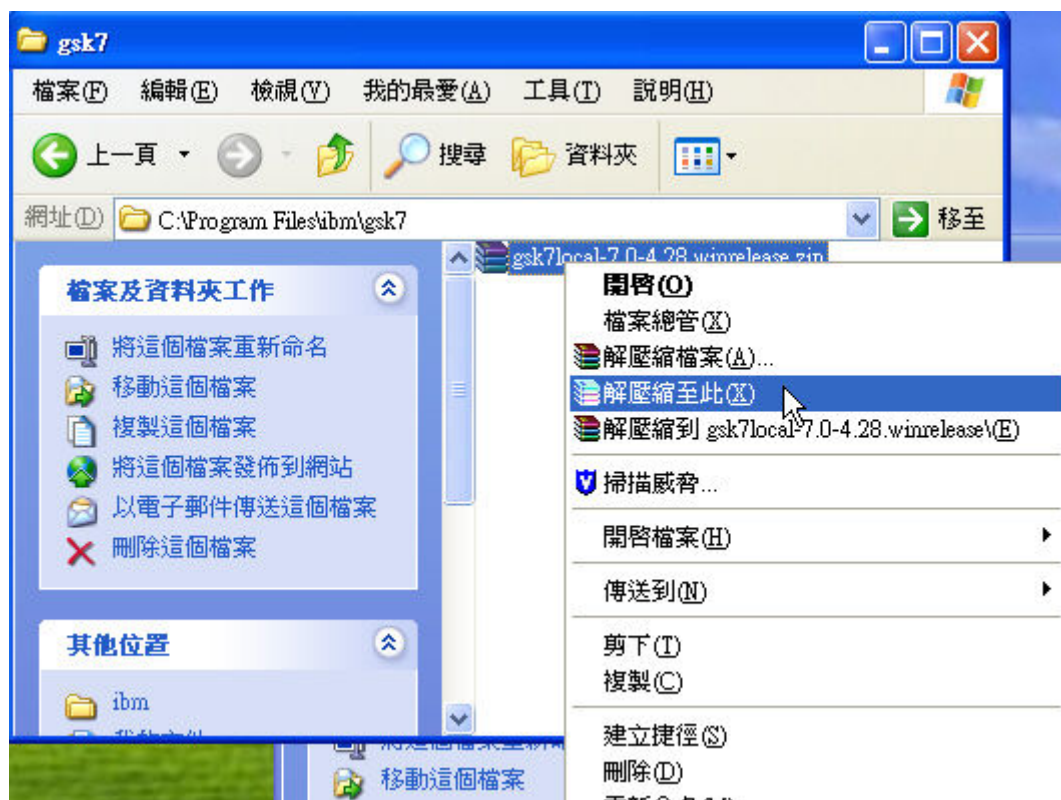 gsk7
檔案(F) 編輯(E) 檢視(V) 我的最愛(A) 工具(T) 說明(H)
上一頁 搜尋 資料夾
網址(D) C:\Program Files\ibm\gsk7 移至
gsk7local-7.0-4.28.winrelease.zip
檔案及資料夾工作
將這個檔案重新命名
移動這個檔案
複製這個檔案
將這個檔案發佈到網站
以電子郵件傳送這個檔案
刪除這個檔案
其他位置
ibm
開啓(O)
檔案總管(X)
解壓縮檔案(A)...
解壓縮至此(X)
解壓縮到 gsk7local-7.0-4.28.winrelease\(E)
掃描威脅...
開啓檔案(H)
傳送到(N)
剪下(T)
複製(C)
建立捷徑(S)
刪除(D)
移動這個檔案